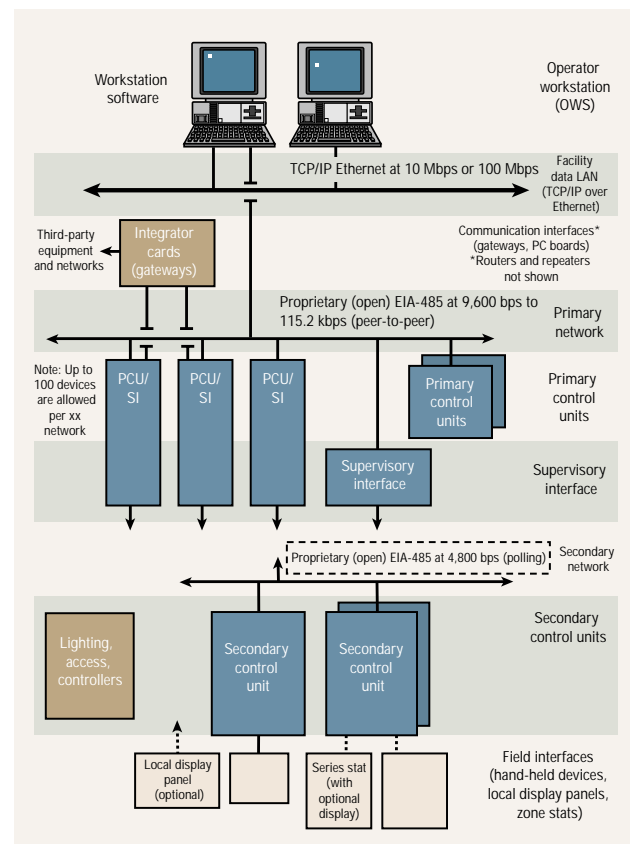 Workstation
software
Operator
workstation
(OWS)
TCP/IP Ethernet at 10 Mbps or 100 Mbps
Facility
data LAN
(TCP/IP over
Ethernet)
Third-party
equipment
and networks
Integrator
cards
(gateways)
Communication interfaces*
(gateways, PC boards)
*Routers and repeaters
not shown
Proprietary (open) EIA-485 at 9,600 bps to
115.2 kbps (peer-to-peer)
Primary
network
Note: Up to
100 devices
are allowed
per xx
network
PCU/
SI
PCU/
SI
PCU/
SI
Primary
control
units
Primary
control
units
Supervisory
interface
Supervisory
interface
Proprietary (open) EIA-485 at 4,800 bps (polling)
Secondary
network
Lighting,
access,
controllers
Secondary
control
unit
Secondary
control
unit
Secondary
control units
Local display
panel
(optional)
Series stat
(with
optional
display)
Field interfaces
(hand-held devices,
local display panels,
zone stats)